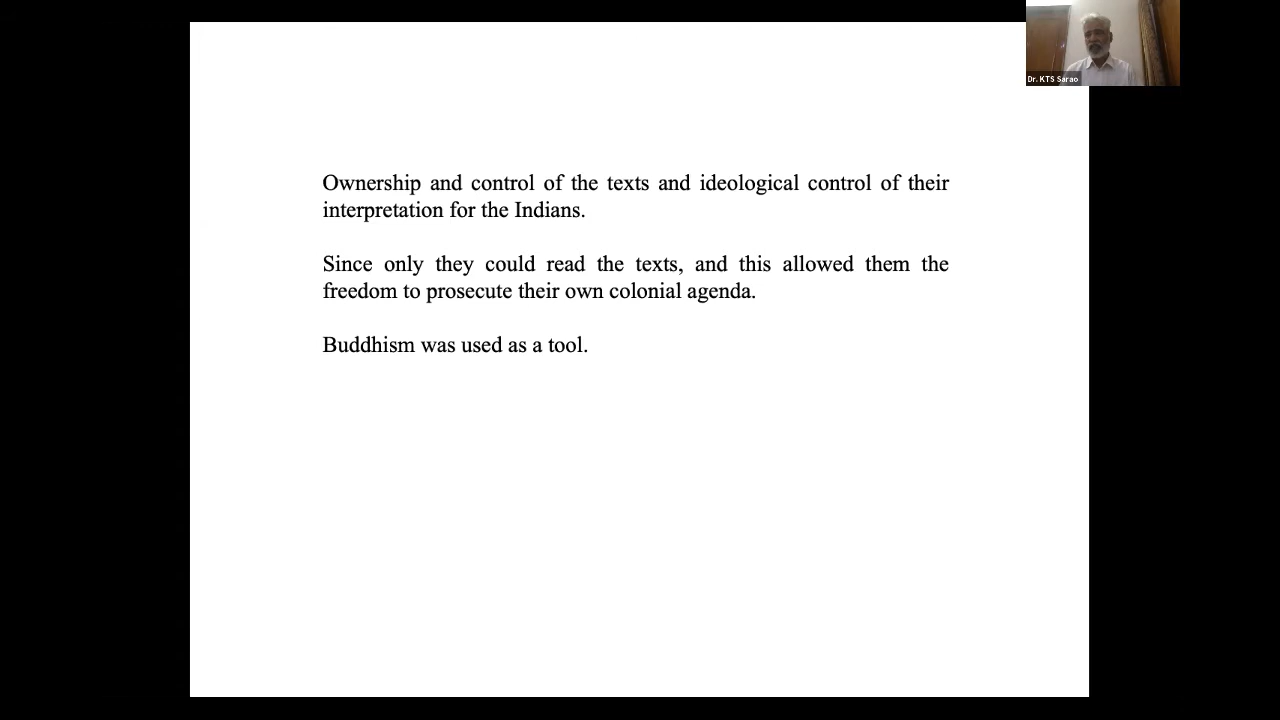 Dr. KTS Sarao
Ownership and control of the texts and ideological control of their
interpretation for the Indians.
Since only they could read the texts, and this allowed them the
freedom to prosecute their own colonial agenda.
Buddhism was used as a tool.